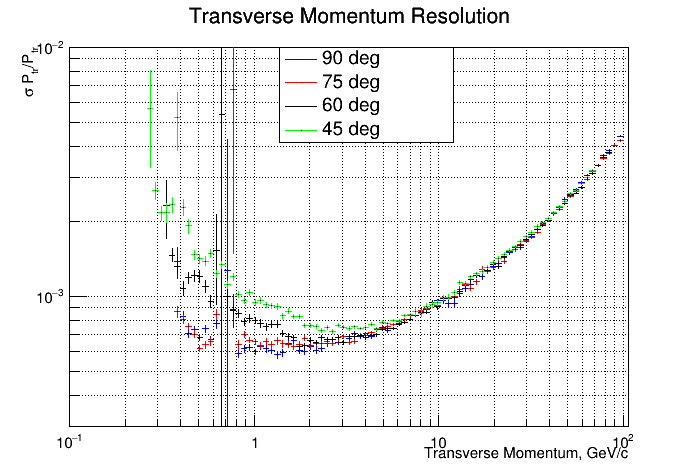 Transverse Momentum Resolution
σ P_tr/P_tr
10^-2
10^-3
90 deg
75 deg
60 deg
45 deg
10^-1
1
10
10^2
Transverse Momentum, GeV/c